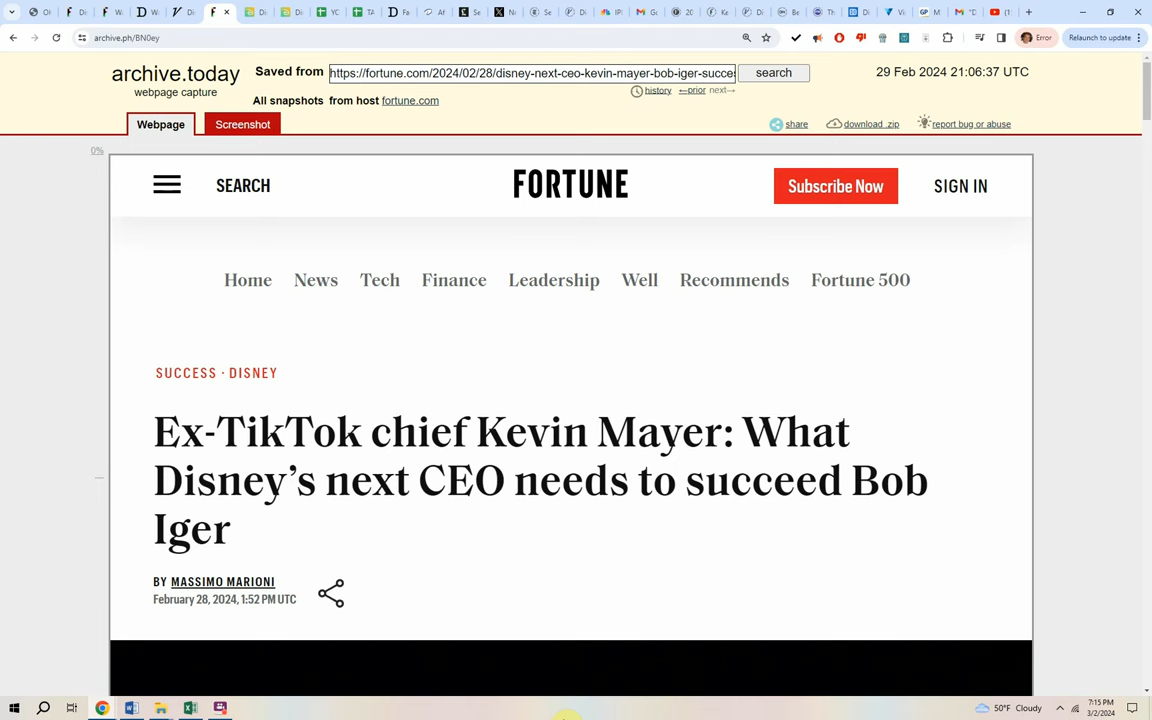 archive.ph/BN0ey
Error
Relaunch to update
archive.today
webpage capture
Saved from
https://fortune.com/2024/02/28/disney-next-ceo-kevin-mayer-bob-iger-succes
search
29 Feb 2024 21:06:37 UTC
history ←prior next→
All snapshots from host fortune.com
Webpage
Screenshot
share
download .zip
report bug or abuse
0%
SEARCH
FORTUNE
Subscribe Now
SIGN IN
Home News Tech Finance Leadership Well Recommends Fortune 500
SUCCESS · DISNEY
Ex-TikTok chief Kevin Mayer: What
Disney's next CEO needs to succeed Bob
Iger
BY MASSIMO MARIONI
February 28, 2024, 1:52 PM UTC
50°F Cloudy
7:15 PM
3/2/2024